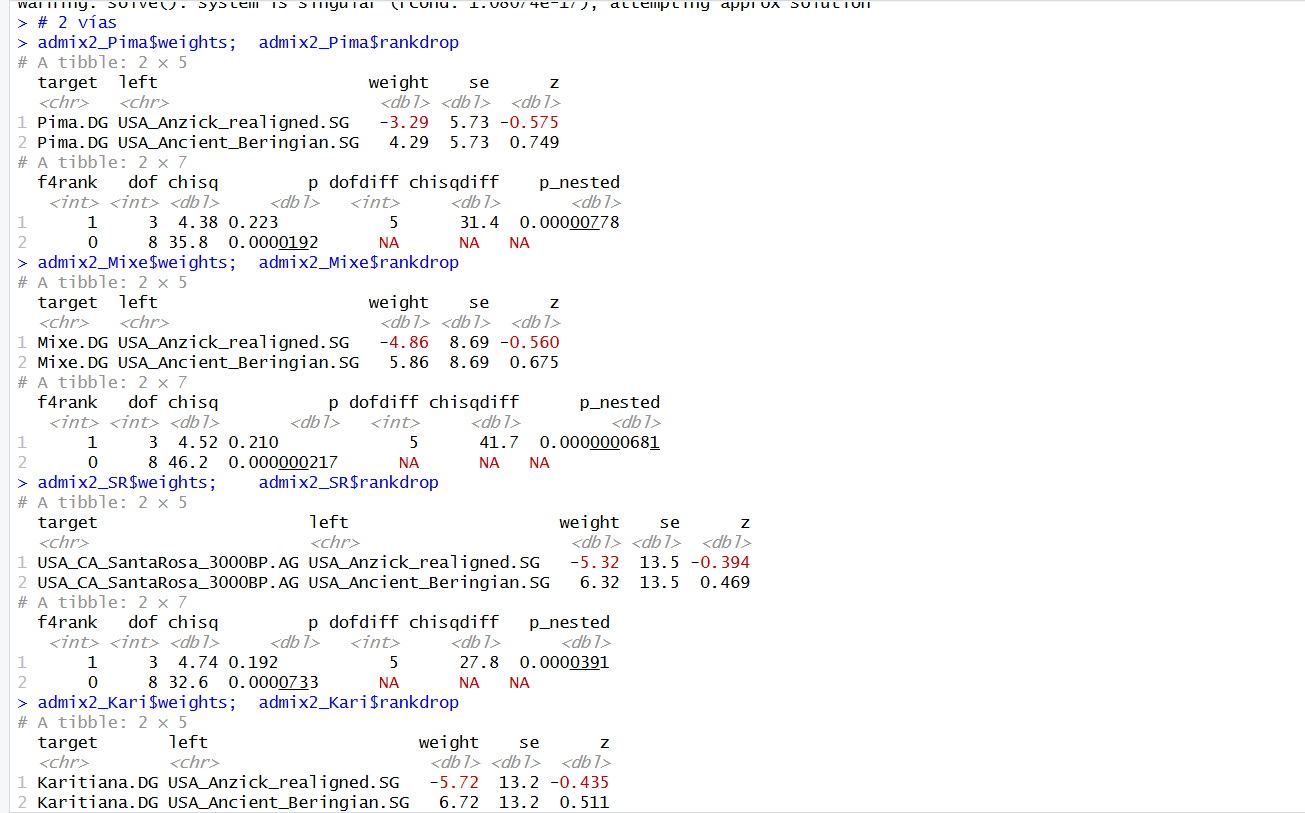 Warning: solve(): system is singular (rcond: 1.08074e-17), attempting approx solution
> # 2 vías
> admix2_Pima$weights;  admix2_Pima$rankdrop
# A tibble: 2 × 5
  target  left                        weight    se      z
  <chr>   <chr>                        <dbl> <dbl>  <dbl>
1 Pima.DG USA_Anzick_realigned.SG      -3.29  5.73 -0.575
2 Pima.DG USA_Ancient_Beringian.SG      4.29  5.73  0.749
# A tibble: 2 × 7
  f4rank   dof chisq         p dofdiff chisqdiff   p_nested
   <int> <int> <dbl>     <dbl>   <int>     <dbl>      <dbl>
1      1     3  4.38 0.223           5      31.4  0.00000778
2      0     8 35.8  0.0000192      NA        NA NA
> admix2_Mixe$weights;  admix2_Mixe$rankdrop
# A tibble: 2 × 5
  target  left                        weight    se      z
  <chr>   <chr>                        <dbl> <dbl>  <dbl>
1 Mixe.DG USA_Anzick_realigned.SG      -4.86  8.69 -0.560
2 Mixe.DG USA_Ancient_Beringian.SG      5.86  8.69  0.675
# A tibble: 2 × 7
  f4rank   dof chisq           p dofdiff chisqdiff     p_nested
   <int> <int> <dbl>       <dbl>   <int>     <dbl>        <dbl>
1      1     3  4.52 0.210             5      41.7  0.0000000681
2      0     8 46.2  0.000000217      NA        NA NA
> admix2_SR$weights;    admix2_SR$rankdrop
# A tibble: 2 × 5
  target                     left                        weight    se      z
  <chr>                      <chr>                        <dbl> <dbl>  <dbl>
1 USA_CA_SantaRosa_3000BP.AG USA_Anzick_realigned.SG      -5.32  13.5 -0.394
2 USA_CA_SantaRosa_3000BP.AG USA_Ancient_Beringian.SG      6.32  13.5  0.469
# A tibble: 2 × 7
  f4rank   dof chisq         p dofdiff chisqdiff  p_nested
   <int> <int> <dbl>     <dbl>   <int>     <dbl>     <dbl>
1      1     3  4.74 0.192           5      27.8  0.0000391
2      0     8 32.6  0.0000733      NA        NA NA
> admix2_Kari$weights;  admix2_Kari$rankdrop
# A tibble: 2 × 5
  target       left                        weight    se      z
  <chr>        <chr>                        <dbl> <dbl>  <dbl>
1 Karitiana.DG USA_Anzick_realigned.SG      -5.72  13.2 -0.435
2 Karitiana.DG USA_Ancient_Beringian.SG      6.72  13.2  0.511